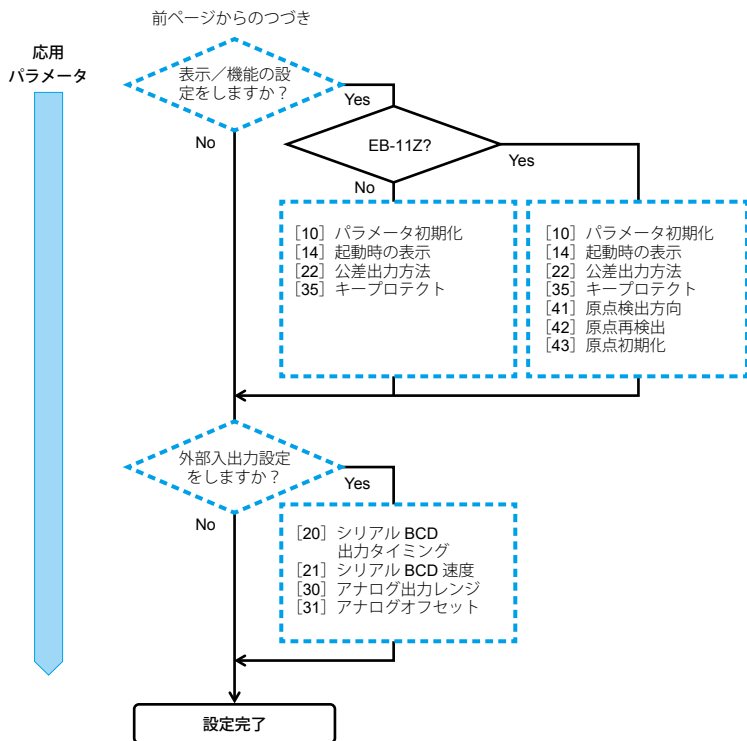 前ページからのつづき
応用
パラメータ
表示／機能の設
定をしますか？
Yes
No
EB-11Z?
Yes
No
［10］パラメータ初期化
［14］起動時の表示
［22］公差出力方法
［35］キープロテクト
［10］パラメータ初期化
［14］起動時の表示
［22］公差出力方法
［35］キープロテクト
［41］原点検出方向
［42］原点再検出
［43］原点初期化
外部入出力設定
をしますか？
Yes
No
［20］シリアル BCD
出力タイミング
［21］シリアル BCD 速度
［30］アナログ出力レンジ
［31］アナログオフセット
設定完了